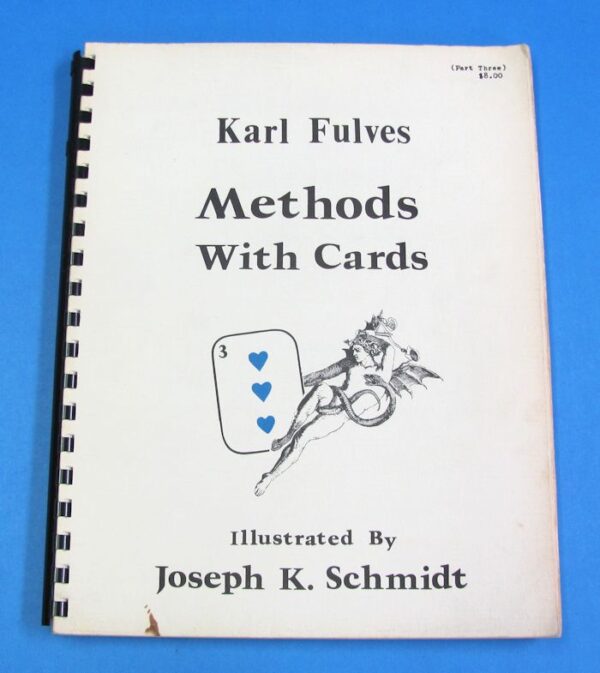 (Part Three)
$8.00
Karl Fulves
Methods
With Cards
3
Illustrated By
Joseph K. Schmidt